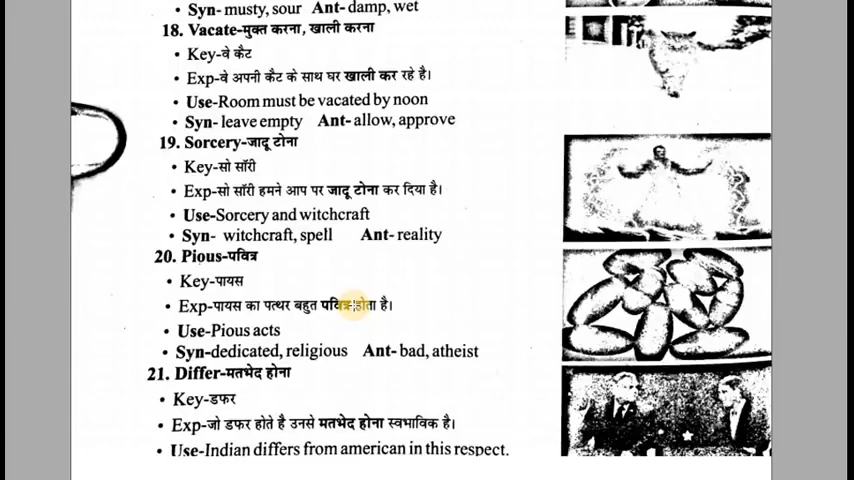 • Syn- musty, sour Ant- damp, wet
18. Vacate-मुक्त करना, खाली करना
• Key-वे कैट
• Exp-वे अपनी कैट के साथ घर खाली कर रहे है।
• Use-Room must be vacated by noon
• Syn- leave empty Ant- allow, approve
19. Sorcery-जादू टोना
• Key-सो सॉरी
• Exp-सो सॉरी हमने आप पर जादू टोना कर दिया है।
• Use-Sorcery and witchcraft
• Syn- witchcraft, spell Ant- reality
20. Pious-पवित्र
• Key-पायस
• Exp-पायस का पत्थर बहुत पवित्र होता है।
• Use-Pious acts
• Syn-dedicated, religious Ant- bad, atheist
21. Differ-मतभेद होना
• Key-डफर
• Exp-जो डफर होते है उनसे मतभेद होना स्वभाविक है।
• Use-Indian differs from american in this respect.